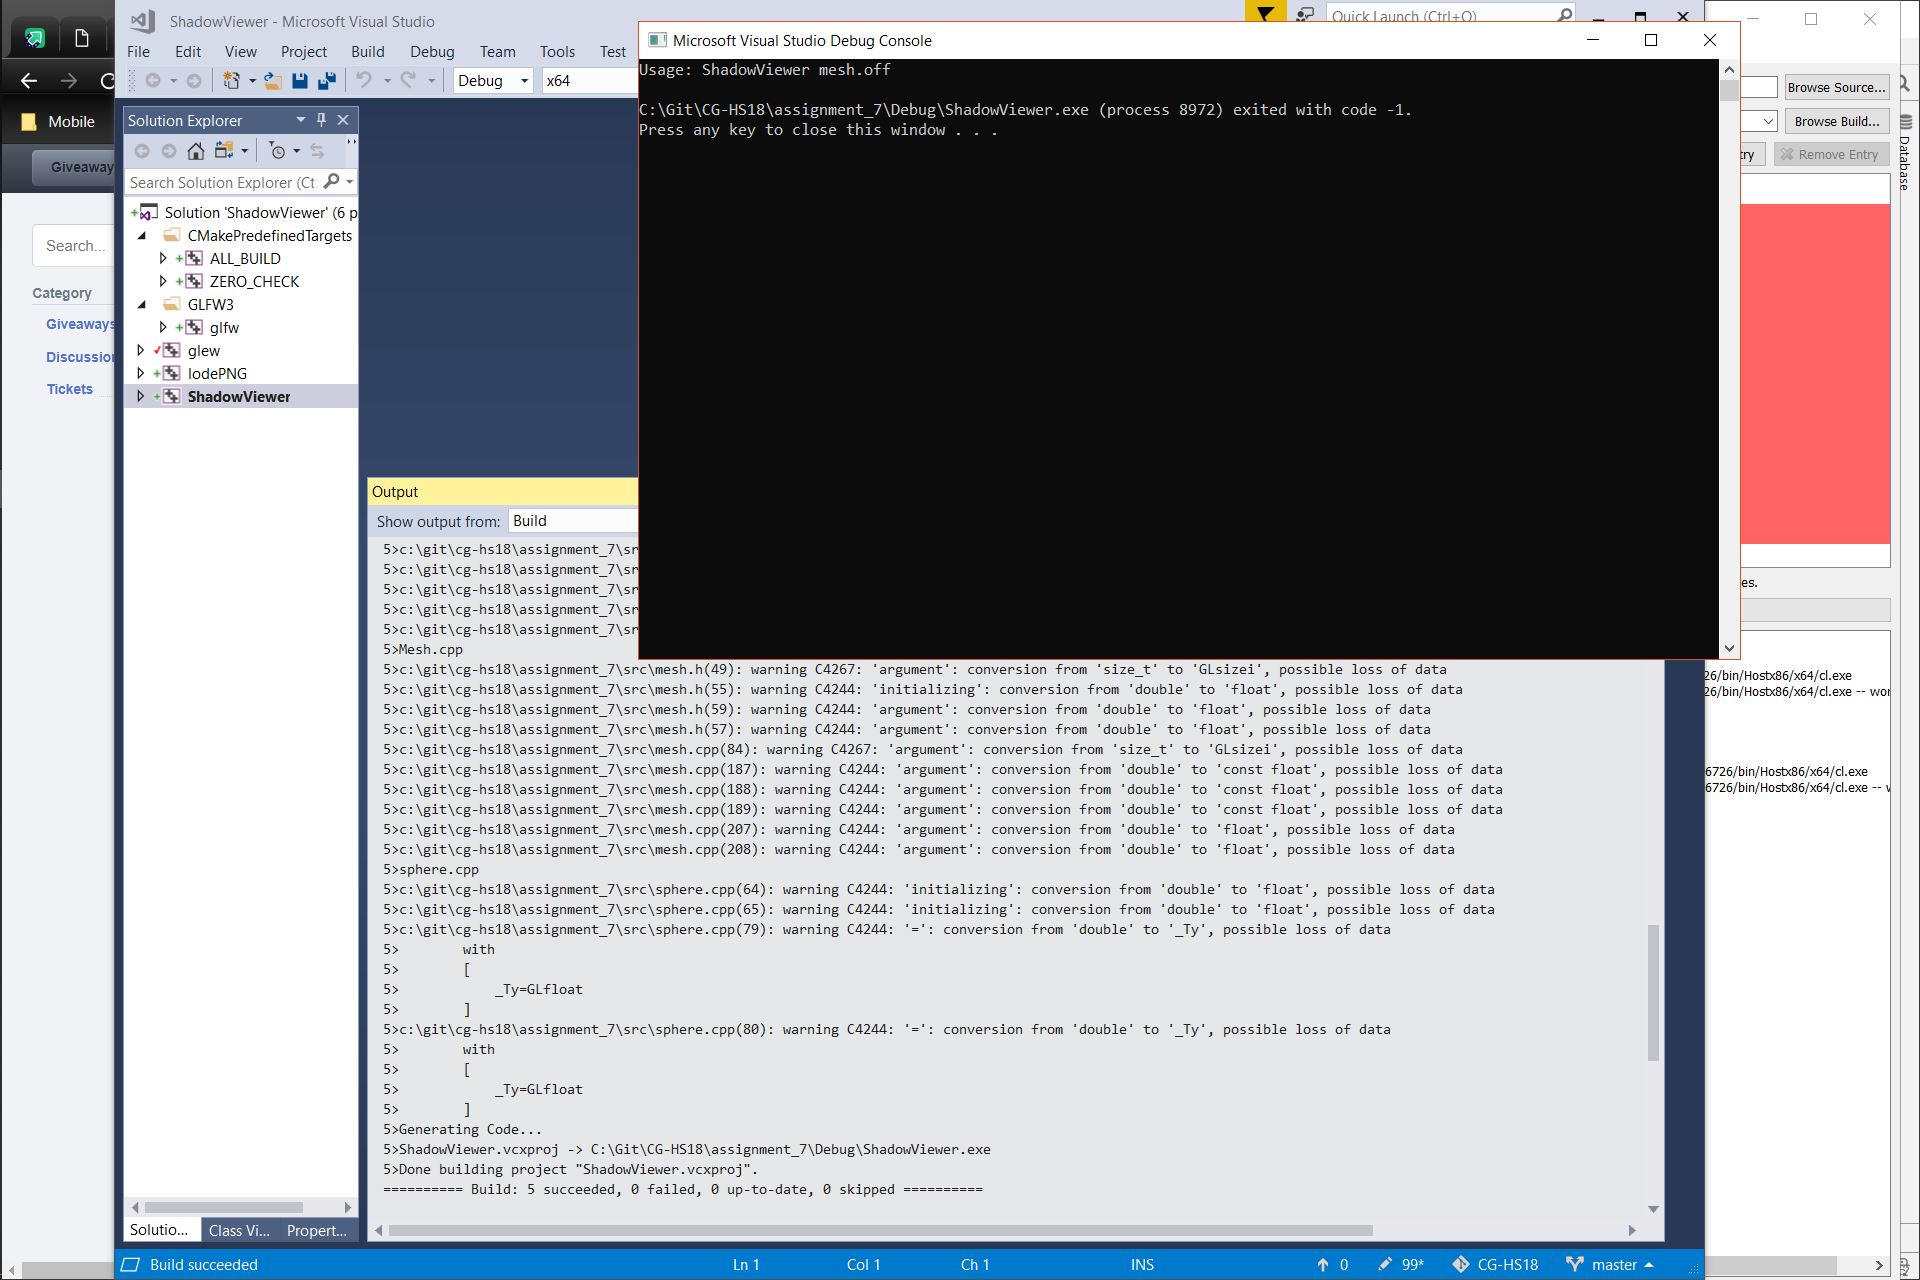 ShadowViewer - Microsoft Visual Studio
Quick Launch (Ctrl+Q)
File Edit View Project Build Debug Team Tools Test
Debug x64
Microsoft Visual Studio Debug Console
Usage: ShadowViewer mesh.off
C:\Git\CG-HS18\assignment_7\Debug\ShadowViewer.exe (process 8972) exited with code -1.
Press any key to close this window . . .
Mobile
Giveaway
Search...
Category
Giveaways
Discussion
Tickets
Solution Explorer
Search Solution Explorer (Ct
Solution 'ShadowViewer' (6 p
CMakePredefinedTargets
ALL_BUILD
ZERO_CHECK
GLFW3
glfw
glew
lodePNG
ShadowViewer
Solutio... Class Vi... Propert...
Output
Show output from: Build
5>c:\git\cg-hs18\assignment_7\sr
5>c:\git\cg-hs18\assignment_7\sr
5>c:\git\cg-hs18\assignment_7\sr
5>c:\git\cg-hs18\assignment_7\sr
5>c:\git\cg-hs18\assignment_7\sr
5>Mesh.cpp
5>c:\git\cg-hs18\assignment_7\src\mesh.h(49): warning C4267: 'argument': conversion from 'size_t' to 'GLsizei', possible loss of data
5>c:\git\cg-hs18\assignment_7\src\mesh.h(55): warning C4244: 'initializing': conversion from 'double' to 'float', possible loss of data
5>c:\git\cg-hs18\assignment_7\src\mesh.h(59): warning C4244: 'argument': conversion from 'double' to 'float', possible loss of data
5>c:\git\cg-hs18\assignment_7\src\mesh.h(57): warning C4244: 'argument': conversion from 'double' to 'float', possible loss of data
5>c:\git\cg-hs18\assignment_7\src\mesh.cpp(84): warning C4267: 'argument': conversion from 'size_t' to 'GLsizei', possible loss of data
5>c:\git\cg-hs18\assignment_7\src\mesh.cpp(187): warning C4244: 'argument': conversion from 'double' to 'const float', possible loss of data
5>c:\git\cg-hs18\assignment_7\src\mesh.cpp(188): warning C4244: 'argument': conversion from 'double' to 'const float', possible loss of data
5>c:\git\cg-hs18\assignment_7\src\mesh.cpp(189): warning C4244: 'argument': conversion from 'double' to 'const float', possible loss of data
5>c:\git\cg-hs18\assignment_7\src\mesh.cpp(207): warning C4244: 'argument': conversion from 'double' to 'float', possible loss of data
5>c:\git\cg-hs18\assignment_7\src\mesh.cpp(208): warning C4244: 'argument': conversion from 'double' to 'float', possible loss of data
5>sphere.cpp
5>c:\git\cg-hs18\assignment_7\src\sphere.cpp(64): warning C4244: 'initializing': conversion from 'double' to 'float', possible loss of data
5>c:\git\cg-hs18\assignment_7\src\sphere.cpp(65): warning C4244: 'initializing': conversion from 'double' to 'float', possible loss of data
5>c:\git\cg-hs18\assignment_7\src\sphere.cpp(79): warning C4244: '=': conversion from 'double' to '_Ty', possible loss of data
5> with
5> [
5> _Ty=GLfloat
5> ]
5>c:\git\cg-hs18\assignment_7\src\sphere.cpp(80): warning C4244: '=': conversion from 'double' to '_Ty', possible loss of data
5> with
5> [
5> _Ty=GLfloat
5> ]
5>Generating Code...
5>ShadowViewer.vcxproj -> C:\Git\CG-HS18\assignment_7\Debug\ShadowViewer.exe
5>Done building project "ShadowViewer.vcxproj".
========== Build: 5 succeeded, 0 failed, 0 up-to-date, 0 skipped ==========
Build succeeded Ln 1 Col 1 Ch 1 INS 0 99* CG-HS18 master
Browse Source...
Browse Build...
try Remove Entry
Database
es.
26/bin/Hostx86/x64/cl.exe
26/bin/Hostx86/x64/cl.exe -- wor
6726/bin/Hostx86/x64/cl.exe
6726/bin/Hostx86/x64/cl.exe -- w